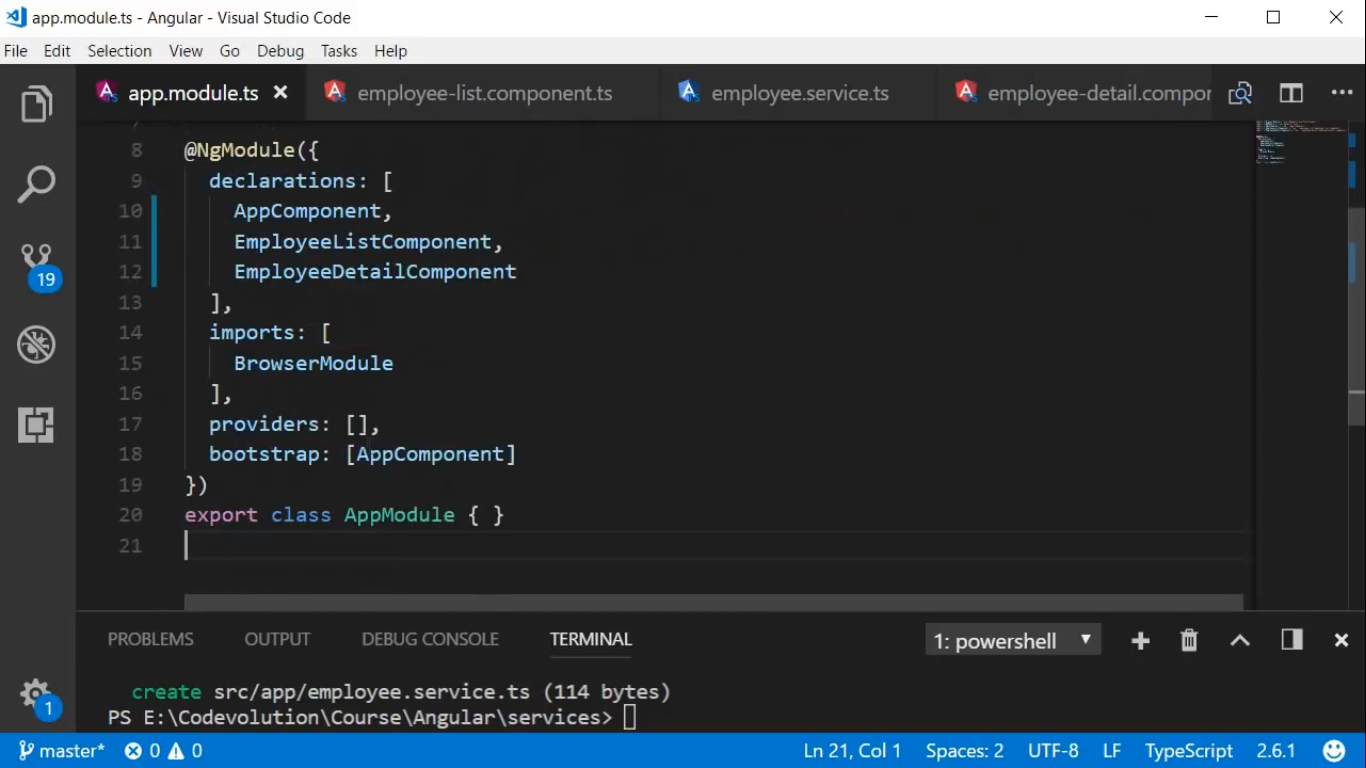 app.module.ts - Angular - Visual Studio Code
File Edit Selection View Go Debug Tasks Help
app.module.ts employee-list.component.ts employee.service.ts employee-detail.compor
8 @NgModule({
9 declarations: [
10 AppComponent,
11 EmployeeListComponent,
12 EmployeeDetailComponent
13 ],
14 imports: [
15 BrowserModule
16 ],
17 providers: [],
18 bootstrap: [AppComponent]
19 })
20 export class AppModule { }
21
19
PROBLEMS OUTPUT DEBUG CONSOLE TERMINAL 1: powershell
create src/app/employee.service.ts (114 bytes)
PS E:\Codevolution\Course\Angular\services>
1
master* 0 0 Ln 21, Col 1 Spaces: 2 UTF-8 LF TypeScript 2.6.1